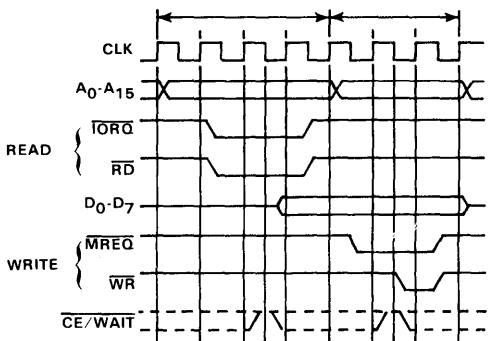 CLK
A0-A15
READ
IORQ
RD
D0-D7
WRITE
MREQ
WR
CE/WAIT